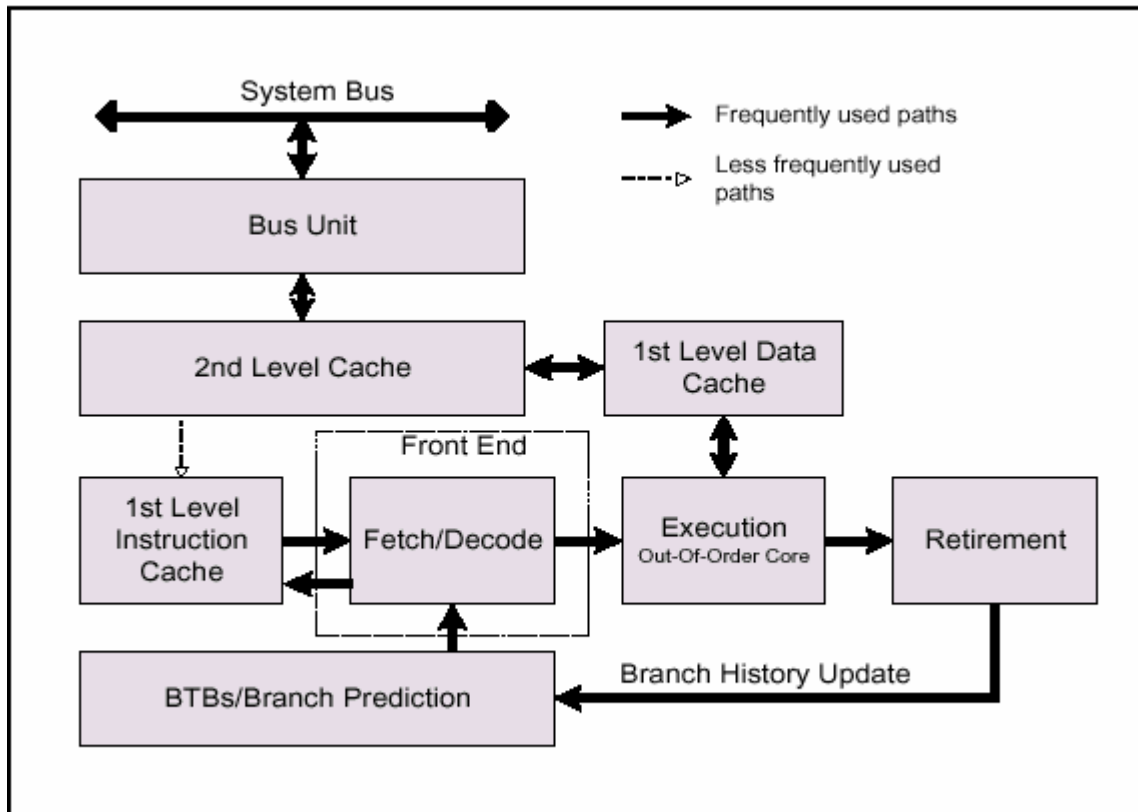 System Bus
Frequently used paths
Less frequently used
paths
Bus Unit
2nd Level Cache
1st Level Data
Cache
Front End
1st Level
Instruction
Cache
Fetch/Decode
Execution
Out-Of-Order Core
Retirement
BTBs/Branch Prediction
Branch History Update